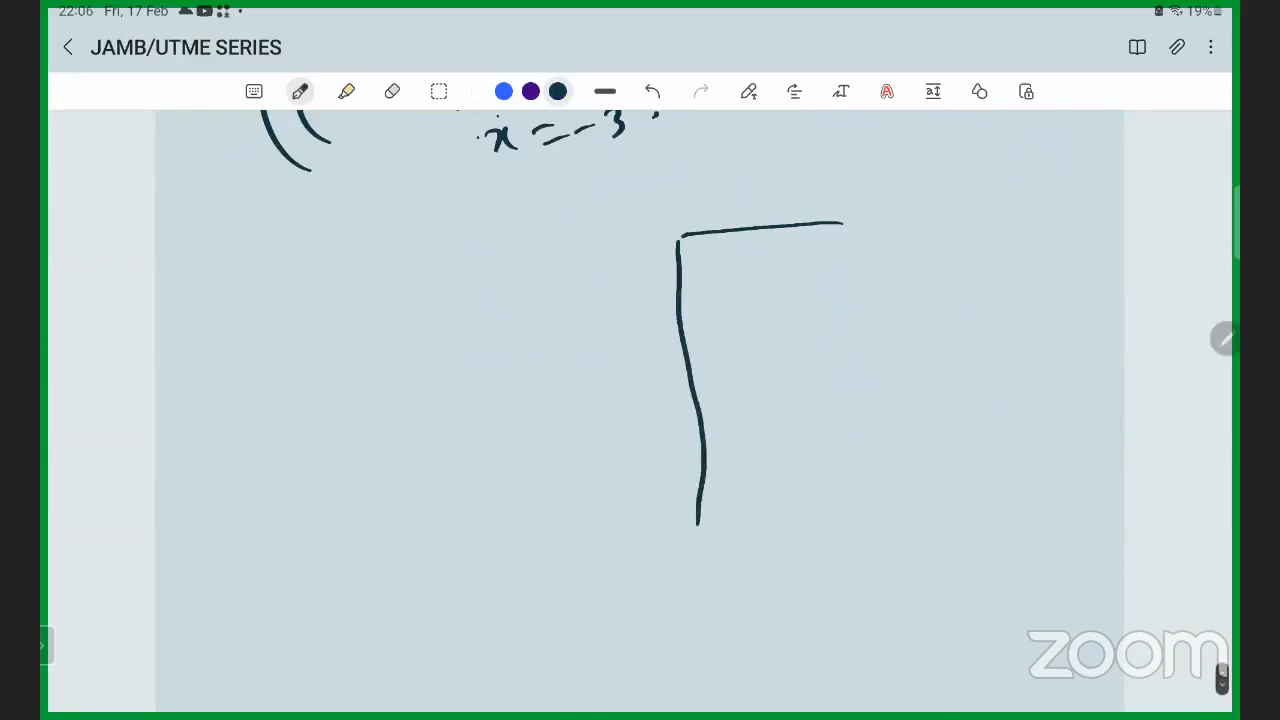 22:06 Fri, 17 Feb
19%
JAMB/UTME SERIES
x = -3
zoom